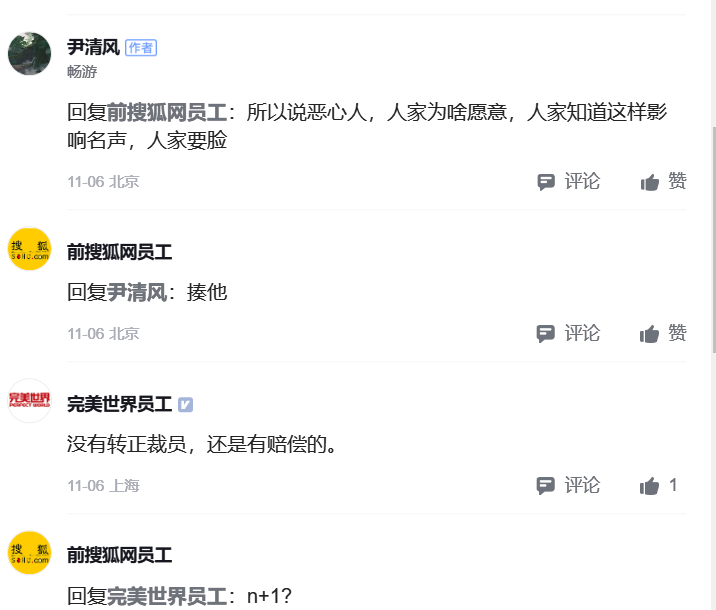 尹清风 作者
畅游
回复前搜狐网员工：所以说恶心人，人家为啥愿意，人家知道这样影
响名声，人家要脸
11-06 北京 评论 赞
搜 狐
前搜狐网员工
回复尹清风：揍他
11-06 北京 评论 赞
完美世界
PERFECT WORLD
完美世界员工
没有转正裁员，还是有赔偿的。
11-06 上海 评论 1
搜 狐
前搜狐网员工
回复完美世界员工：n+1?